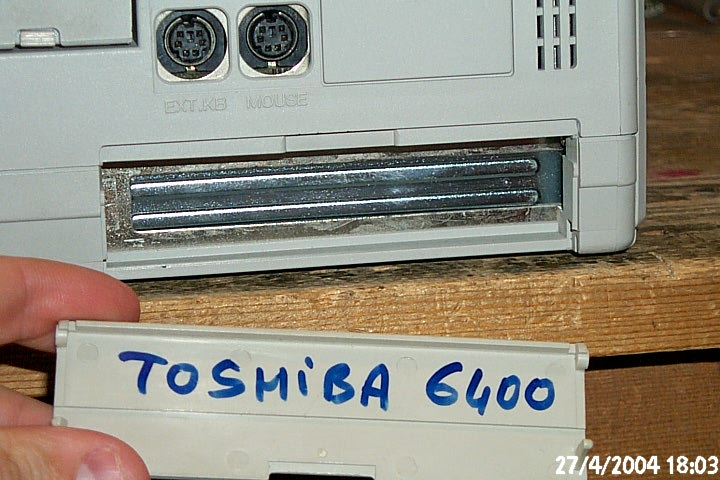 EXT.KB MOUSE
TOSHiBA 6400
27/4/2004 18:03